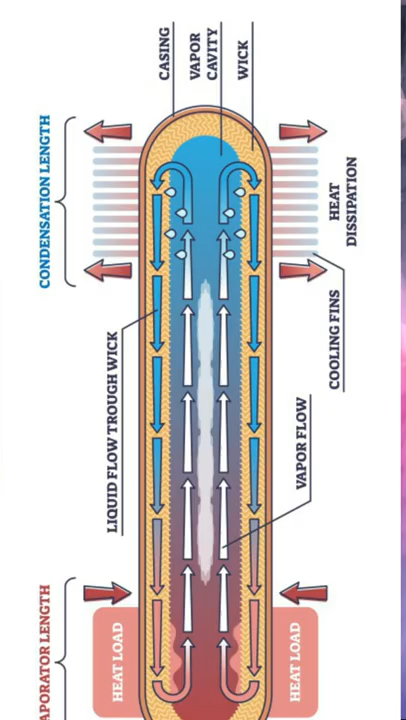 CASING
VAPOR
CAVITY
WICK
CONDENSATION LENGTH
HEAT
DISSIPATION
COOLING FINS
LIQUID FLOW TROUGH WICK
VAPOR FLOW
APORATOR LENGTH
HEAT LOAD
HEAT LOAD